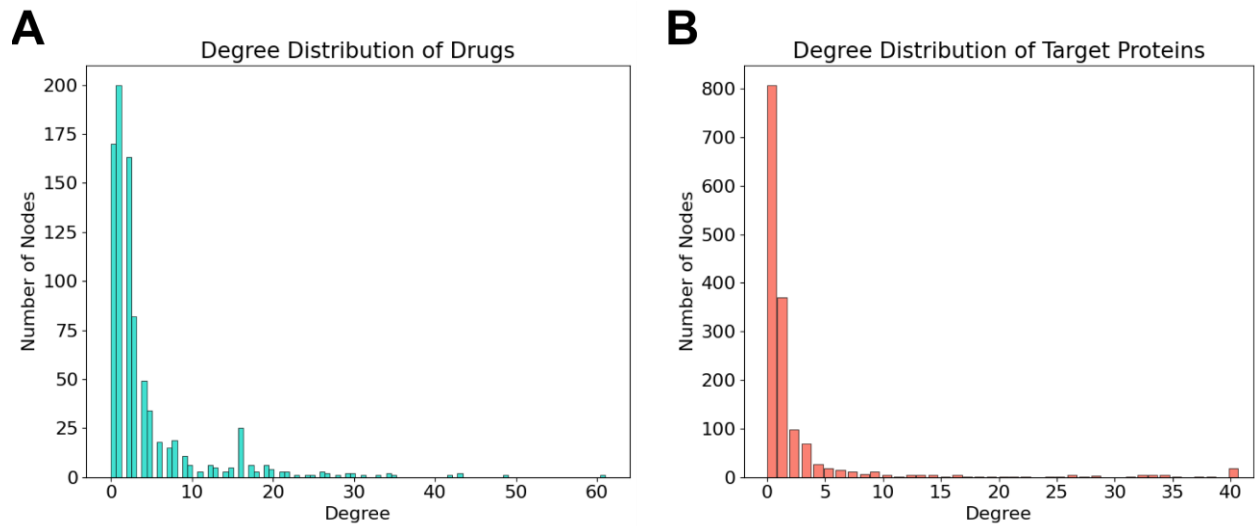 A
Degree Distribution of Drugs
Number of Nodes
200
175
150
125
100
75
50
25
0
0 10 20 30 40 50 60
Degree
B
Degree Distribution of Target Proteins
Number of Nodes
800
700
600
500
400
300
200
100
0
0 5 10 15 20 25 30 35 40
Degree